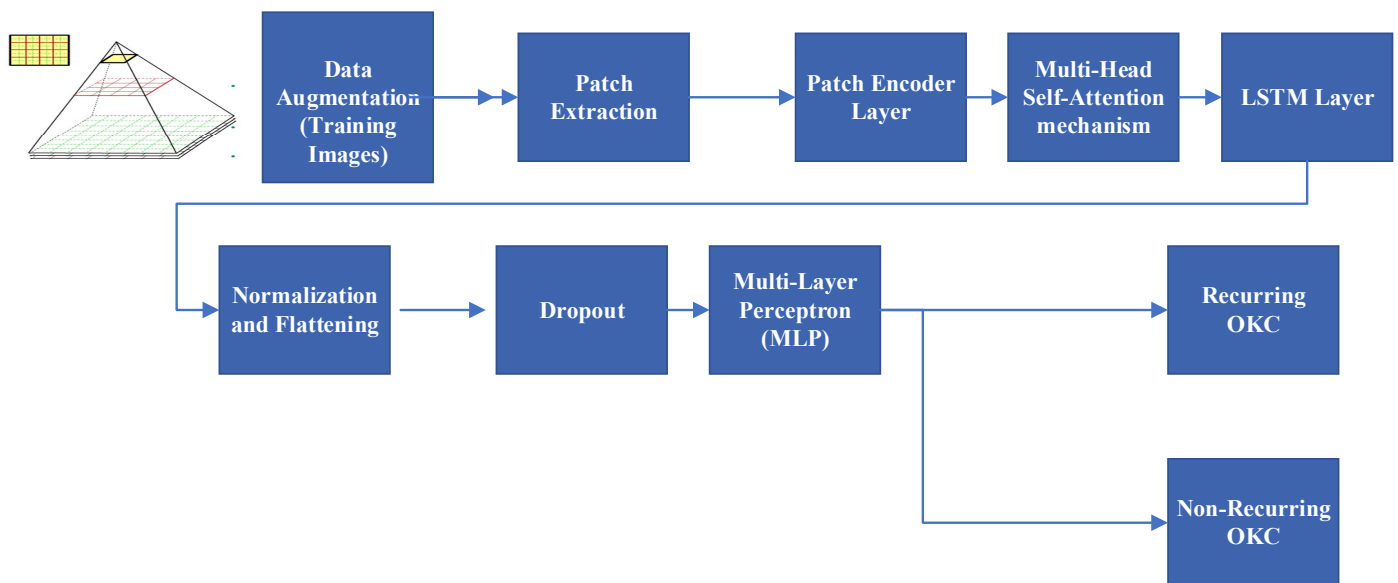 Data
Augmentation
(Training
Images)
Patch
Extraction
Patch Encoder
Layer
Multi-Head
Self-Attention
mechanism
LSTM Layer
Normalization
and Flattening
Dropout
Multi-Layer
Perceptron
(MLP)
Recurring
OKC
Non-Recurring
OKC